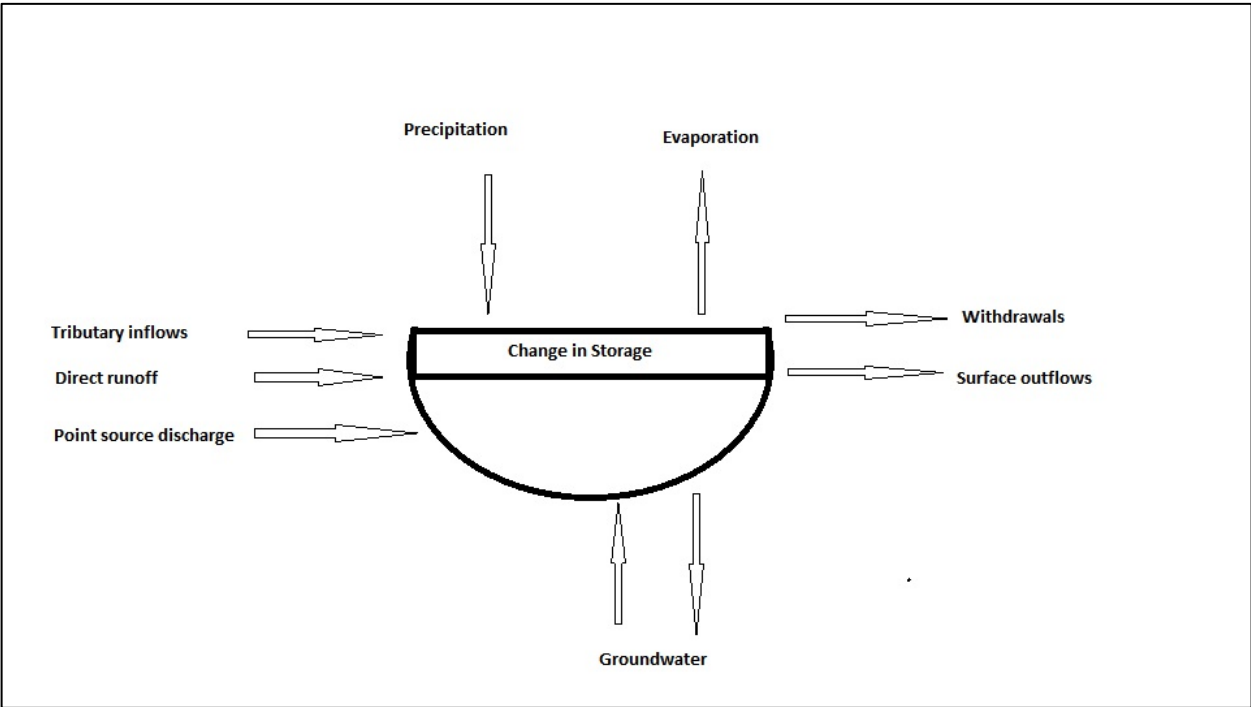 Precipitation
Evaporation
Tributary inflows
Change in Storage
Withdrawals
Direct runoff
Surface outflows
Point source discharge
Groundwater